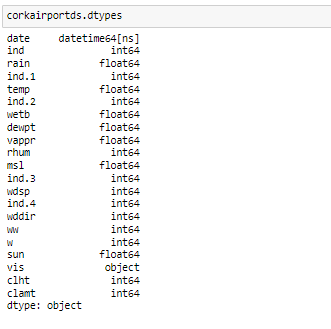 corkairportds.dtypes
date datetime64[ns]
ind int64
rain float64
ind.1 int64
temp float64
ind.2 int64
wetb float64
dewpt float64
vappr float64
rhum int64
msl float64
ind.3 int64
wdsp int64
ind.4 int64
wddir int64
ww int64
w int64
sun float64
vis object
clht int64
clamt int64
dtype: object